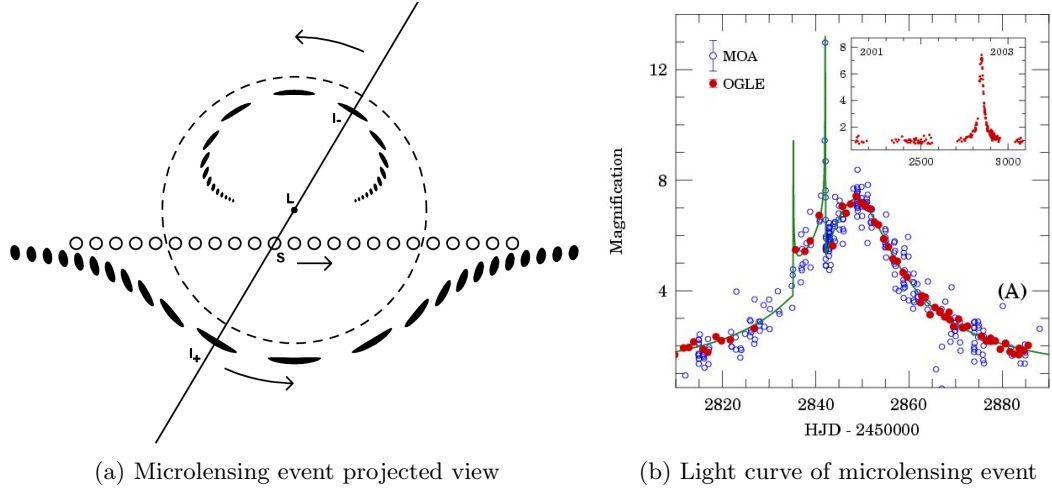 I-
L
S
I+
(a) Microlensing event projected view
12
8
4
Magnification
MOA
OGLE
8
6
4
2
2001
2003
2500
3000
(A)
2820
2840
2860
2880
HJD - 2450000
(b) Light curve of microlensing event